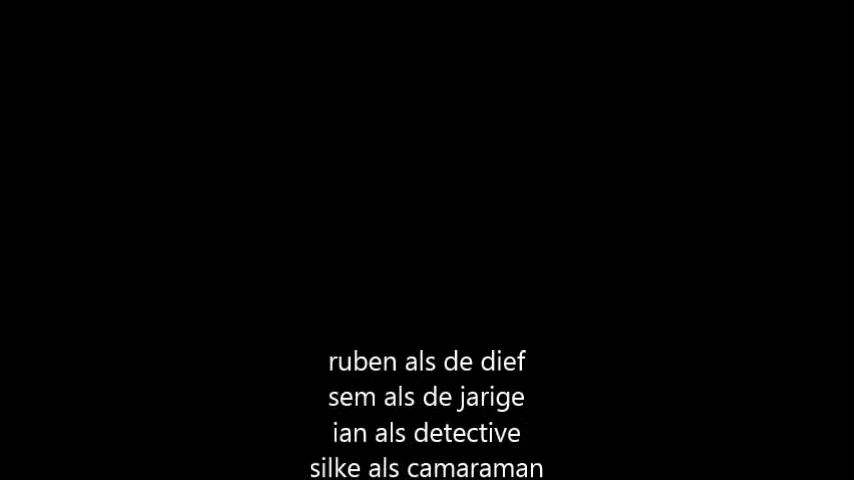 ruben als de dief
sem als de jarige
ian als detective
silke als camaraman